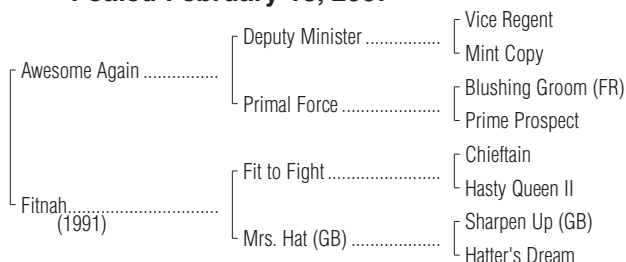 Foaled February
Vice Regent
Deputy Minister ................
Mint Copy
Awesome Again ................
Blushing Groom (FR)
Primal Force .....................
Prime Prospect
Chieftain
Fit to Fight ........................
Hasty Queen II
Fitnah................................
(1991)
Sharpen Up (GB)
Mrs. Hat (GB) ...................
Hatter's Dream